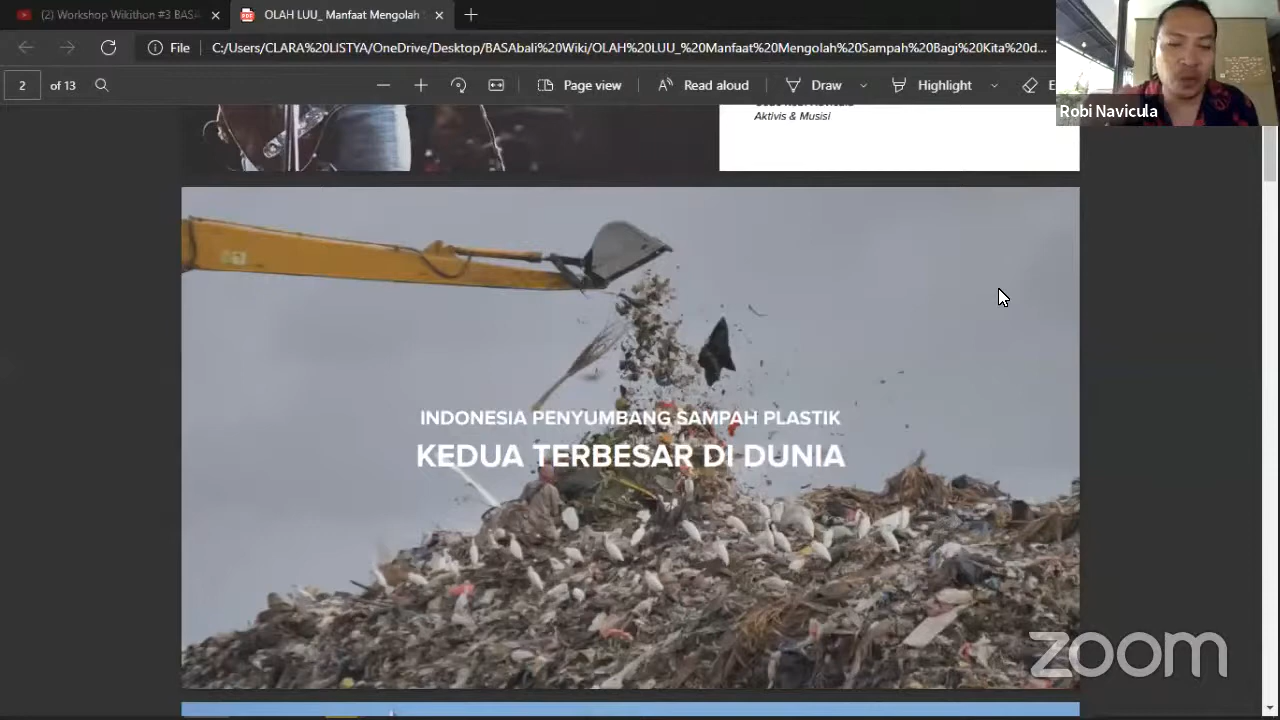 (2) Workshop Wikithon #3 BASA
OLAH LUU_ Manfaat Mengolah
File
C:/Users/CLARA%20LISTYA/OneDrive/Desktop/BASAbali%20Wiki/OLAH%20LUU_%20Manfaat%20Mengolah%20Sampah%20Bagi%20Kita%20d...
2 of 13
Page view
Read aloud
Draw
Highlight
Robi Navicula
Aktivis & Musisi
INDONESIA PENYUMBANG SAMPAH PLASTIK
KEDUA TERBESAR DI DUNIA
zoom